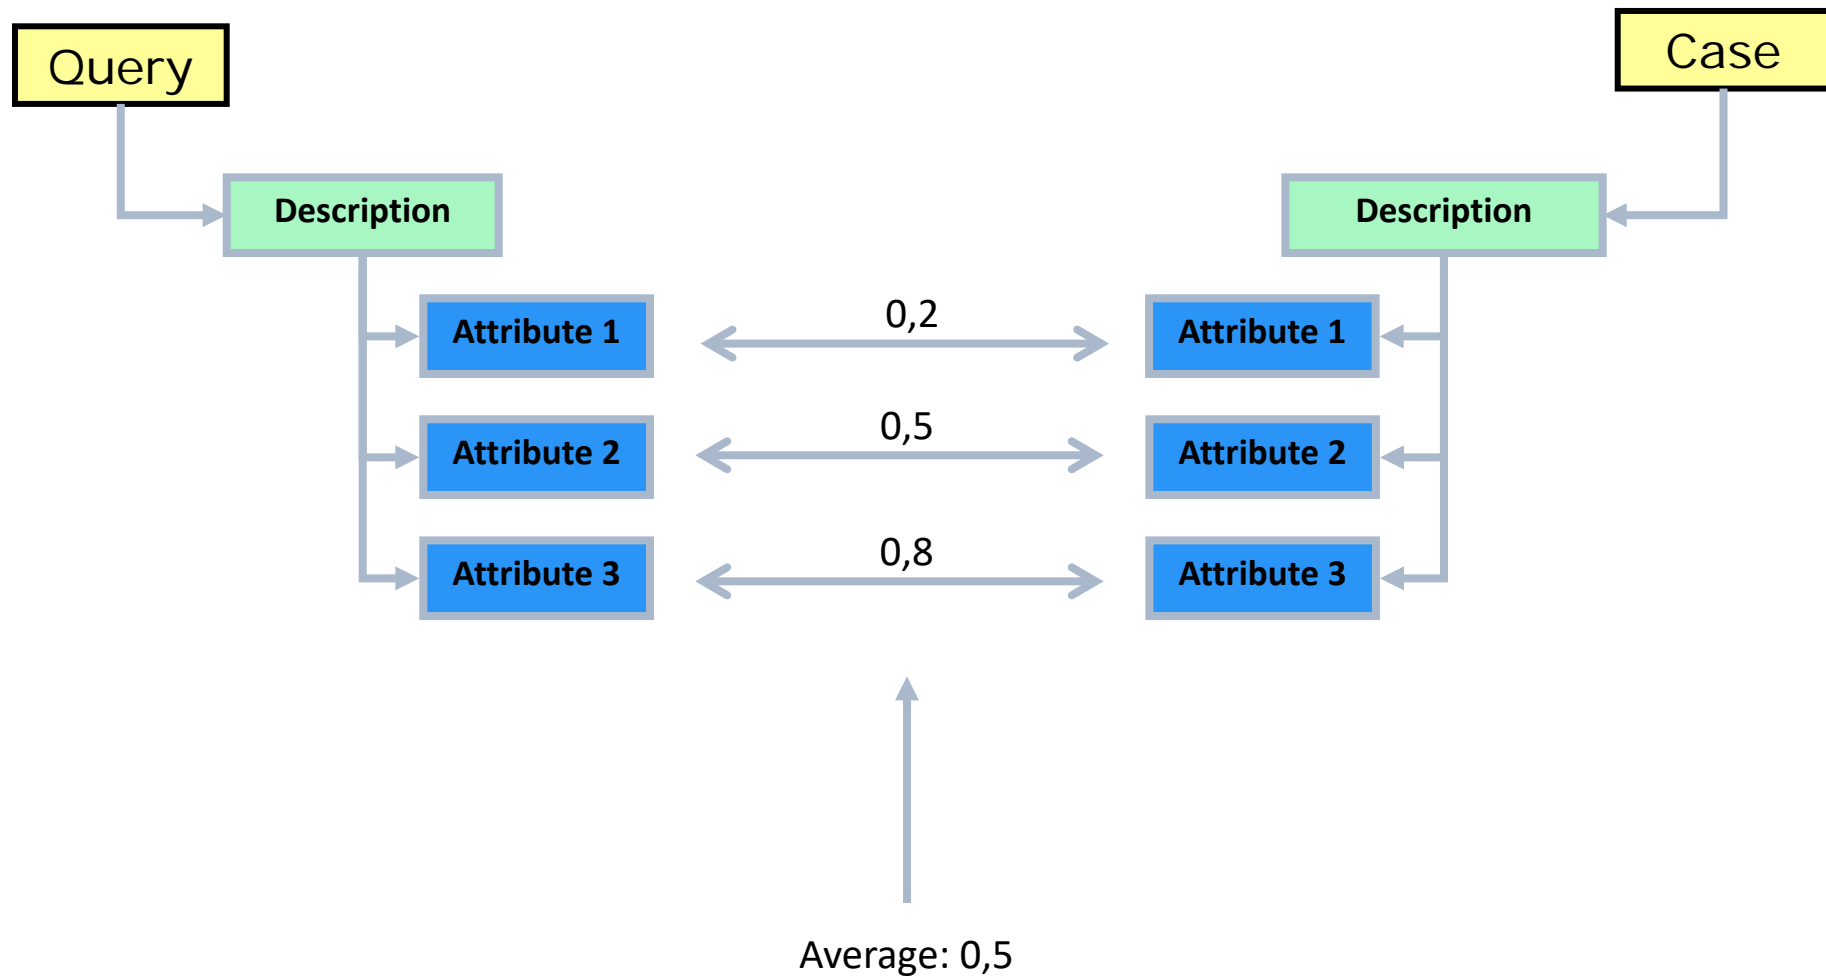 Query
Case
Description
Description
Attribute 1
0,2
Attribute 1
Attribute 2
0,5
Attribute 2
Attribute 3
0,8
Attribute 3
Average: 0,5